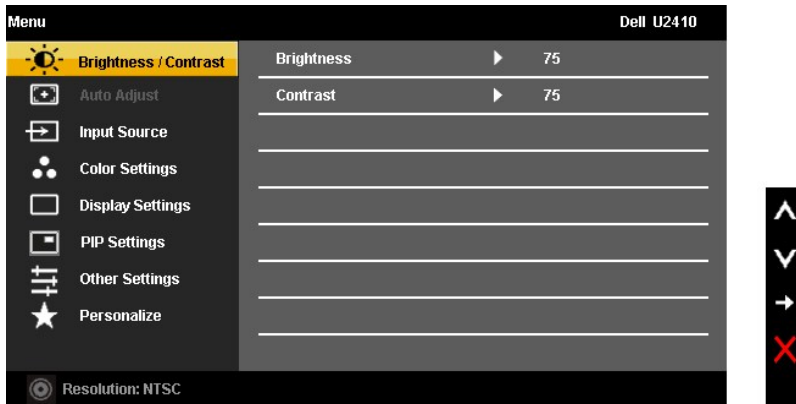 Menu Dell U2410
Brightness / Contrast Brightness 75
Auto Adjust Contrast 75
Input Source
Color Settings
Display Settings
PIP Settings
Other Settings
Personalize
Resolution: NTSC